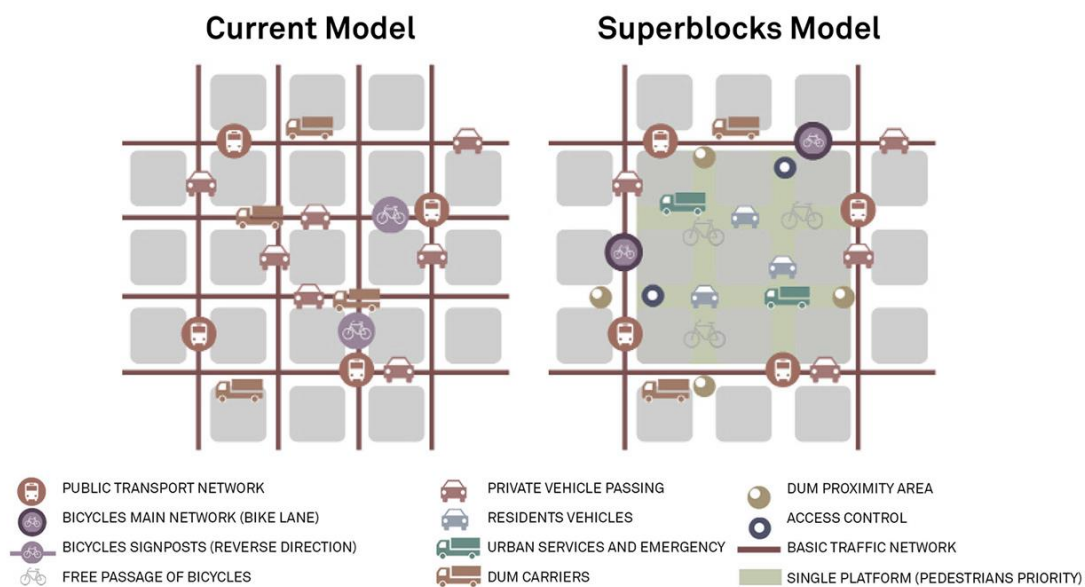 Current Model
Superblocks Model
PUBLIC TRANSPORT NETWORK
BICYCLES MAIN NETWORK (BIKE LANE)
BICYCLES SIGNPOSTS (REVERSE DIRECTION)
FREE PASSAGE OF BICYCLES
PRIVATE VEHICLE PASSING
RESIDENTS VEHICLES
URBAN SERVICES AND EMERGENCY
DUM CARRIERS
DUM PROXIMITY AREA
ACCESS CONTROL
BASIC TRAFFIC NETWORK
SINGLE PLATFORM (PEDESTRIANS PRIORITY)